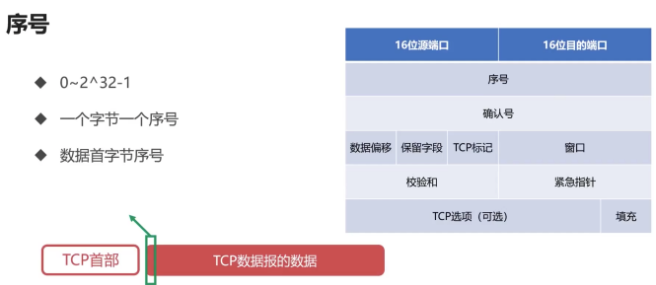 序号
0~2^32-1
一个字节一个序号
数据首字节序号
16位源端口 16位目的端口
序号
确认号
数据偏移 保留字段 TCP标记 窗口
校验和 紧急指针
TCP选项（可选） 填充
TCP首部 TCP数据报的数据